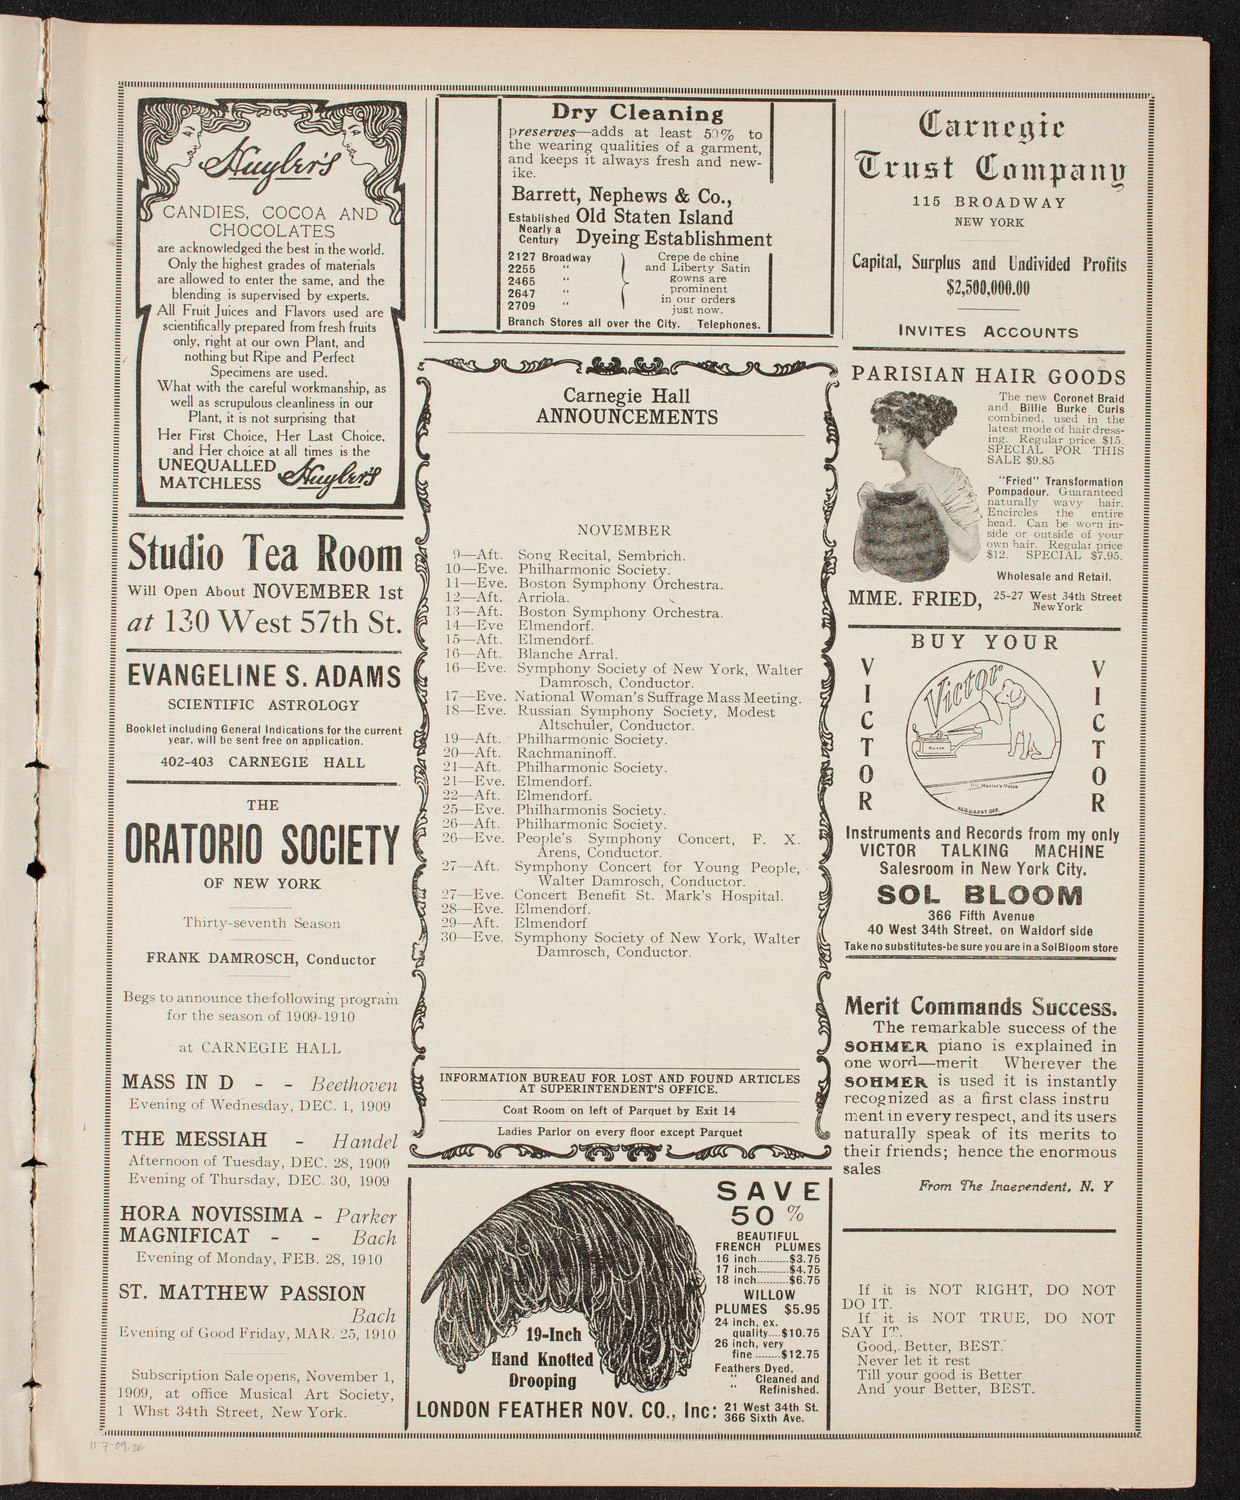 Huyler's
CANDIES, COCOA AND
CHOCOLATES
are acknowledged the best in the world.
Only the highest grades of materials
are allowed to enter the same, and the
blending is supervised by experts.
All Fruit Juices and Flavors used are
scientifically prepared from fresh fruits
only, right at our own Plant, and
nothing but Ripe and Perfect
Specimens are used.
What with the careful workmanship, as
well as scrupulous cleanliness in our
Plant, it is not surprising that
Her First Choice, Her Last Choice.
and Her choice at all times is the
UNEQUALLED
MATCHLESS Huyler's
Studio Tea Room
Will Open About NOVEMBER 1st
at 130 West 57th St.
EVANGELINE S. ADAMS
SCIENTIFIC ASTROLOGY
Booklet including General Indications for the current
year, will be sent free on application.
402-403 CARNEGIE HALL
THE
ORATORIO SOCIETY
OF NEW YORK
Thirty-seventh Season
FRANK DAMROSCH, Conductor
Begs to announce the following program
for the season of 1909-1910
at CARNEGIE HALL
MASS IN D - - Beethoven
Evening of Wednesday, DEC. 1, 1909
THE MESSIAH - Handel
Afternoon of Tuesday, DEC. 28, 1909
Evening of Thursday, DEC. 30, 1909
HORA NOVISSIMA - Parker
MAGNIFICAT - - Bach
Evening of Monday, FEB. 28, 1910
ST. MATTHEW PASSION
Bach
Evening of Good Friday, MAR. 25, 1910
Subscription Sale opens, November 1,
1909, at office Musical Art Society,
1 Whst 34th Street, New York.
Dry Cleaning
preserves—adds at least 50% to
the wearing qualities of a garment,
and keeps it always fresh and new-
ike.
Barrett, Nephews & Co.,
Established Nearly a Century
Old Staten Island
Dyeing Establishment
2127 Broadway
2255 "
2465 "
2647 "
2709 "
Crepe de chine
and Liberty Satin
gowns are
prominent
in our orders
just now.
Branch Stores all over the City. Telephones.
Carnegie Hall
ANNOUNCEMENTS
NOVEMBER
9—Aft. Song Recital, Sembrich.
10—Eve. Philharmonic Society.
11—Eve. Boston Symphony Orchestra.
12—Aft. Arriola.
13—Aft. Boston Symphony Orchestra.
14—Eve Elmendorf.
15—Aft. Elmendorf.
16—Aft. Blanche Arral.
16—Eve. Symphony Society of New York, Walter
Damrosch, Conductor.
17—Eve. National Woman's Suffrage Mass Meeting.
18—Eve. Russian Symphony Society, Modest
Altschuler, Conductor.
19—Aft. Philharmonic Society.
20—Aft. Rachmaninoff.
21—Aft. Philharmonic Society.
21—Eve. Elmendorf.
22—Aft. Elmendorf.
25—Eve. Philharmonis Society.
26—Aft. Philharmonic Society.
26—Eve. People's Symphony Concert, F. X.
Arens, Conductor.
27—Aft. Symphony Concert for Young People,
Walter Damrosch, Conductor.
27—Eve. Concert Benefit St. Mark's Hospital.
28—Eve. Elmendorf.
29—Aft. Elmendorf
30—Eve. Symphony Society of New York, Walter
Damrosch, Conductor.
INFORMATION BUREAU FOR LOST AND FOUND ARTICLES
AT SUPERINTENDENT'S OFFICE.
Coat Room on left of Parquet by Exit 14
Ladies Parlor on every floor except Parquet
19-Inch
Hand Knotted
Drooping
SAVE
50 %
BEAUTIFUL
FRENCH PLUMES
16 inch..........$3.75
17 inch..........$4.75
18 inch..........$6.75
WILLOW
PLUMES $5.95
24 inch, ex.
quality....$10.75
26 inch, very
fine ........$12.75
Feathers Dyed,
" Cleaned and
" Refinished.
LONDON FEATHER NOV. CO., Inc: 21 West 34th St.
366 Sixth Ave.
Carnegie
Trust Company
115 BROADWAY
NEW YORK
Capital, Surplus and Undivided Profits
$2,500,000.00
INVITES ACCOUNTS
PARISIAN HAIR GOODS
The new Coronet Braid
and Billie Burke Curls
combined, used in the
latest mode of hair dress-
ing. Regular price $15.
SPECIAL FOR THIS
SALE $9.85
"Fried" Transformation
Pompadour. Guaranteed
naturally wavy hair.
Encircles the entire
head. Can be worn in-
side or outside of your
own hair. Regular price
$12. SPECIAL $7.95.
Wholesale and Retail.
MME. FRIED, 25-27 West 34th Street
New York
BUY YOUR
VICTOR
Victor
VICTOR
His Master's Voice
REG. U.S. PAT. OFF.
VICTOR
Instruments and Records from my only
VICTOR TALKING MACHINE
Salesroom in New York City.
SOL BLOOM
366 Fifth Avenue
40 West 34th Street, on Waldorf side
Take no substitutes-be sure you are in a Sol Bloom store
Merit Commands Success.
The remarkable success of the
SOHMER piano is explained in
one word—merit Wherever the
SOHMER is used it is instantly
recognized as a first class instru
ment in every respect, and its users
naturally speak of its merits to
their friends; hence the enormous
sales
From The Independent, N. Y
If it is NOT RIGHT, DO NOT
DO IT.
If it is NOT TRUE, DO NOT
SAY IT.
Good, Better, BEST.
Never let it rest
Till your good is Better
And your Better, BEST.
11-7-09.2E